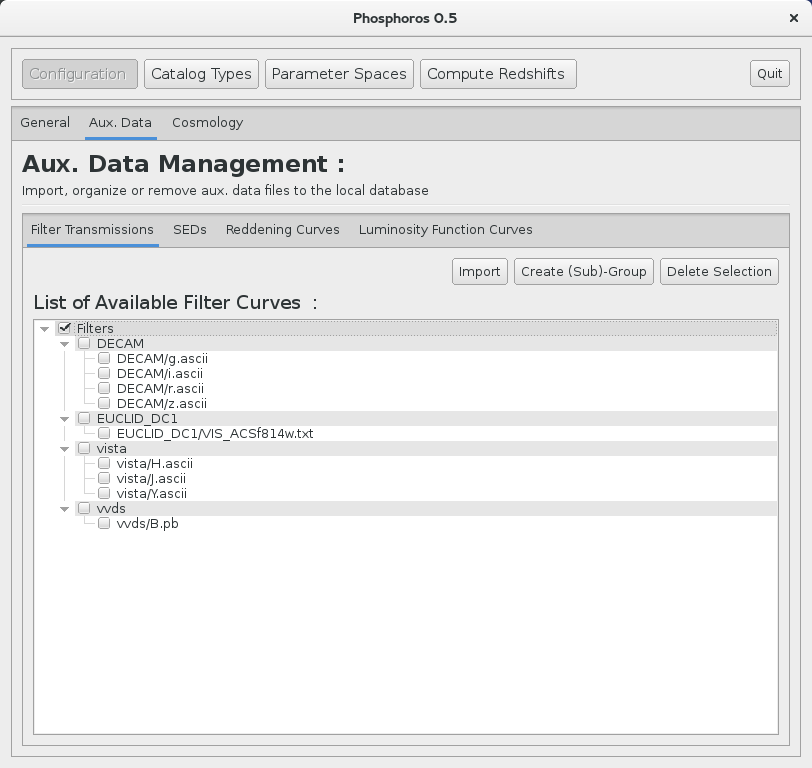 Phosphoros 0.5
Configuration Catalog Types Parameter Spaces Compute Redshifts Quit
General Aux. Data Cosmology
Aux. Data Management :
Import, organize or remove aux. data files to the local database
Filter Transmissions SEDs Reddening Curves Luminosity Function Curves
Import Create (Sub)-Group Delete Selection
List of Available Filter Curves :
Filters
DECAM
DECAM/g.ascii
DECAM/i.ascii
DECAM/r.ascii
DECAM/z.ascii
EUCLID_DC1
EUCLID_DC1/VIS_ACSf814w.txt
vista
vista/H.ascii
vista/J.ascii
vista/Y.ascii
vvds
vvds/B.pb